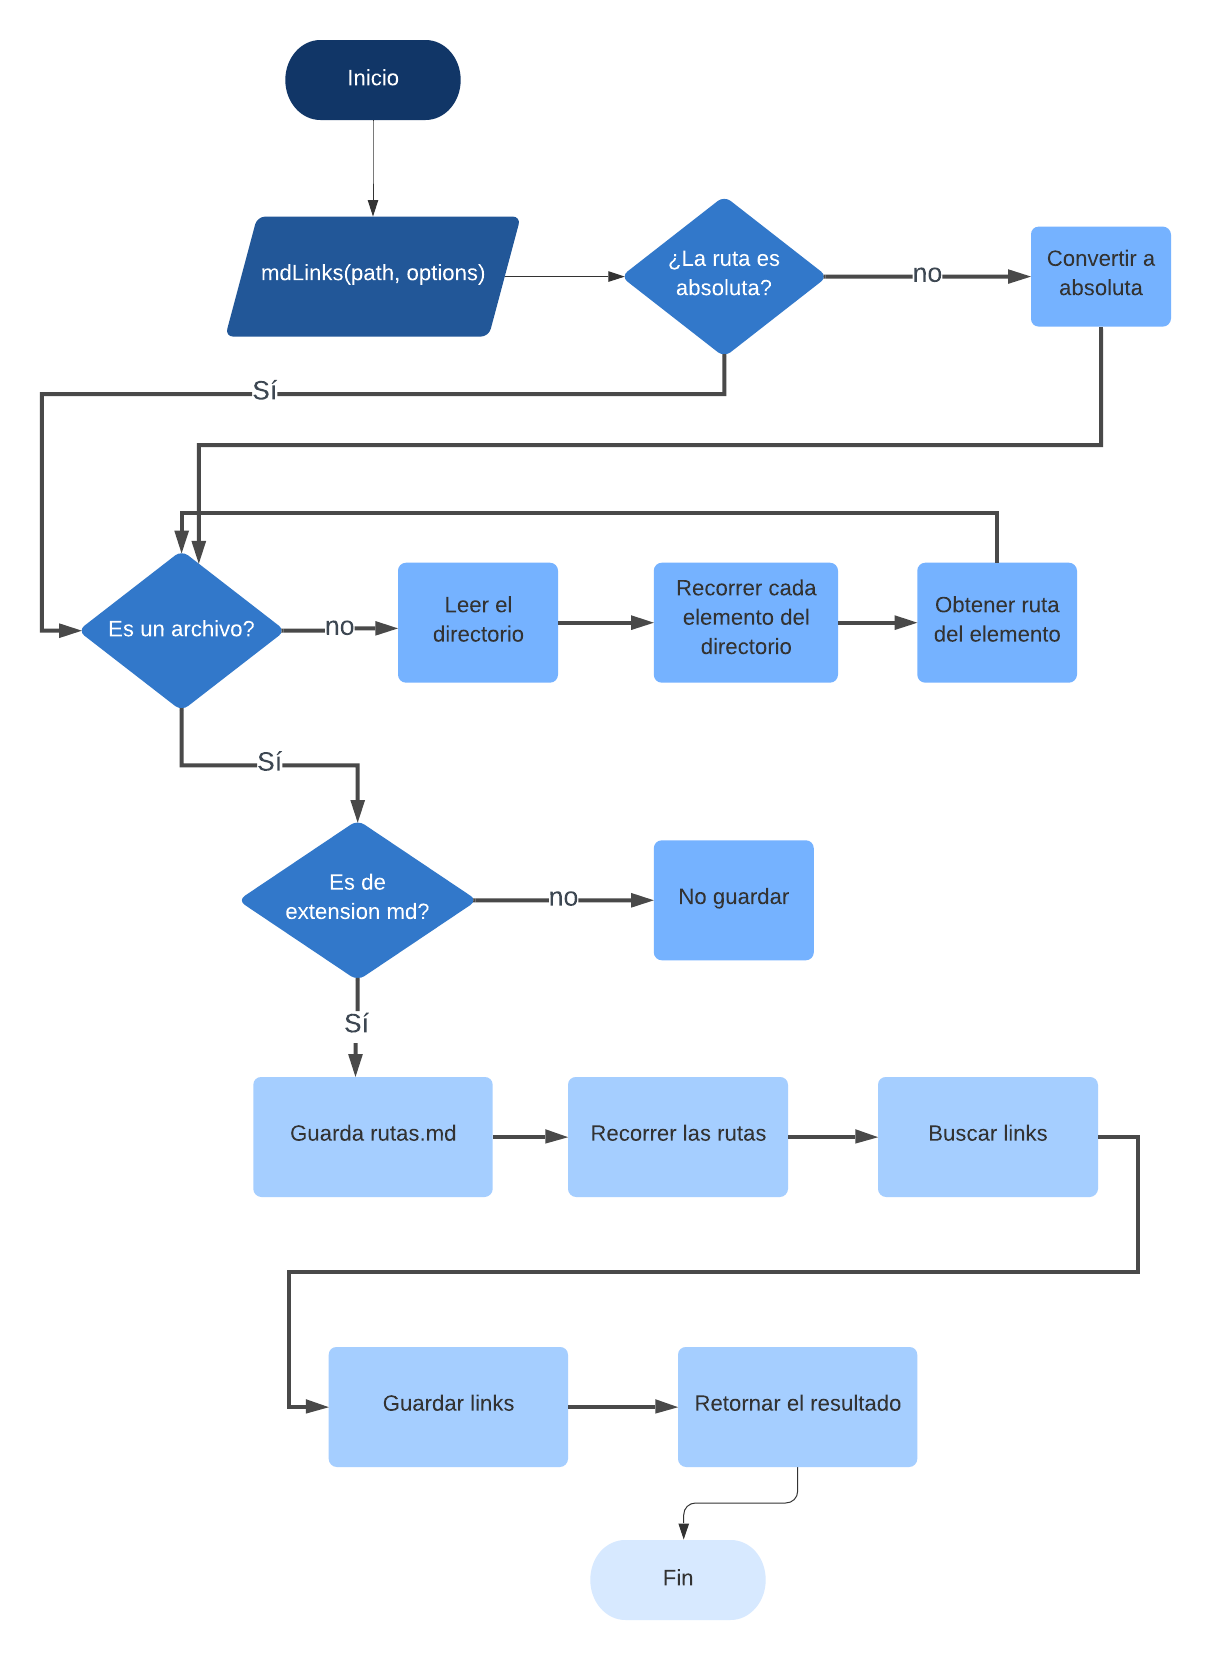 Inicio
mdLinks(path, options)
¿La ruta es
absoluta?
no
Convertir a
absoluta
Sí
Es un archivo?
no
Leer el
directorio
Recorrer cada
elemento del
directorio
Obtener ruta
del elemento
Sí
Es de
extension md?
no
No guardar
Sí
Guarda rutas.md
Recorrer las rutas
Buscar links
Guardar links
Retornar el resultado
Fin